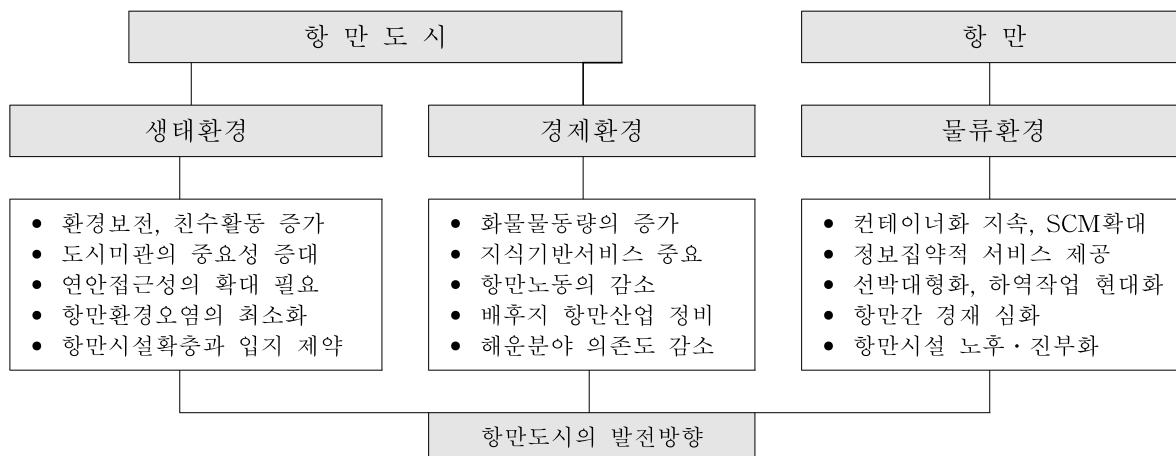 항 만 도 시
항 만
생태환경
경제환경
물류환경
• 환경보전, 친수활동 증가
• 도시미관의 중요성 증대
• 연안접근성의 확대 필요
• 항만환경오염의 최소화
• 항만시설확충과 입지 제약
• 화물물동량의 증가
• 지식기반서비스 중요
• 항만노동의 감소
• 배후지 항만산업 정비
• 해운분야 의존도 감소
• 컨테이너화 지속, SCM확대
• 정보집약적 서비스 제공
• 선박대형화, 하역작업 현대화
• 항만간 경재 심화
• 항만시설 노후·진부화
항만도시의 발전방향